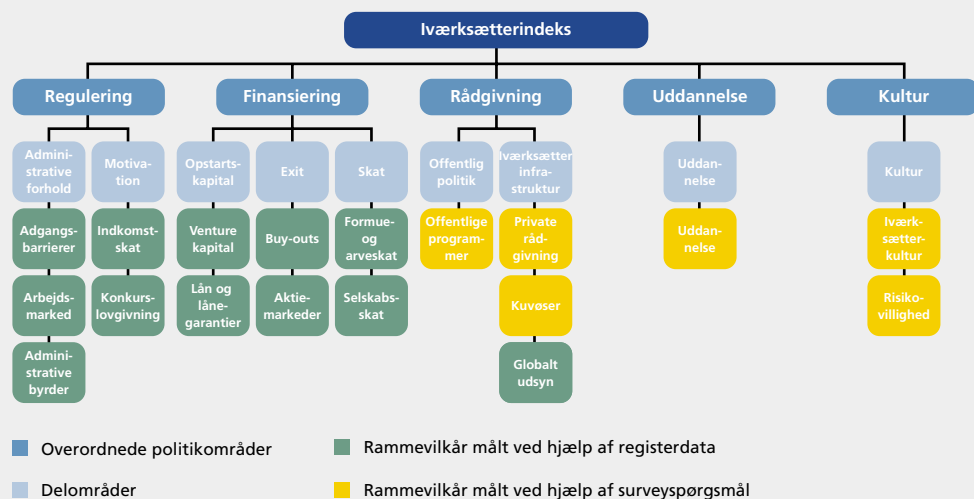 Iværksætterindeks
Regulering
Finansiering
Rådgivning
Uddannelse
Kultur
Admini-
strative
forhold
Motiva-
tion
Opstarts-
kapital
Exit
Skat
Offentlig
politik
Iværksætter
infra-
struktur
Uddan-
nelse
Kultur
Adgangs-
barrierer
Indkomst-
skat
Venture
kapital
Buy-outs
Formue-
og
arveskat
Offentlige
program-
mer
Private
råd-
givning
Uddan-
nelse
Iværk-
sætter-
kultur
Arbejds-
marked
Konkurs-
lovgivning
Lån og
låne-
garantier
Aktie-
markeder
Selskabs-
skat
Kuvøser
Risiko-
villighed
Admini-
strative
byrder
Globalt
udsyn
Overordnede politikområder
Rammevilkår målt ved hjælp af registerdata
Delområder
Rammevilkår målt ved hjælp af surveyspørgsmål